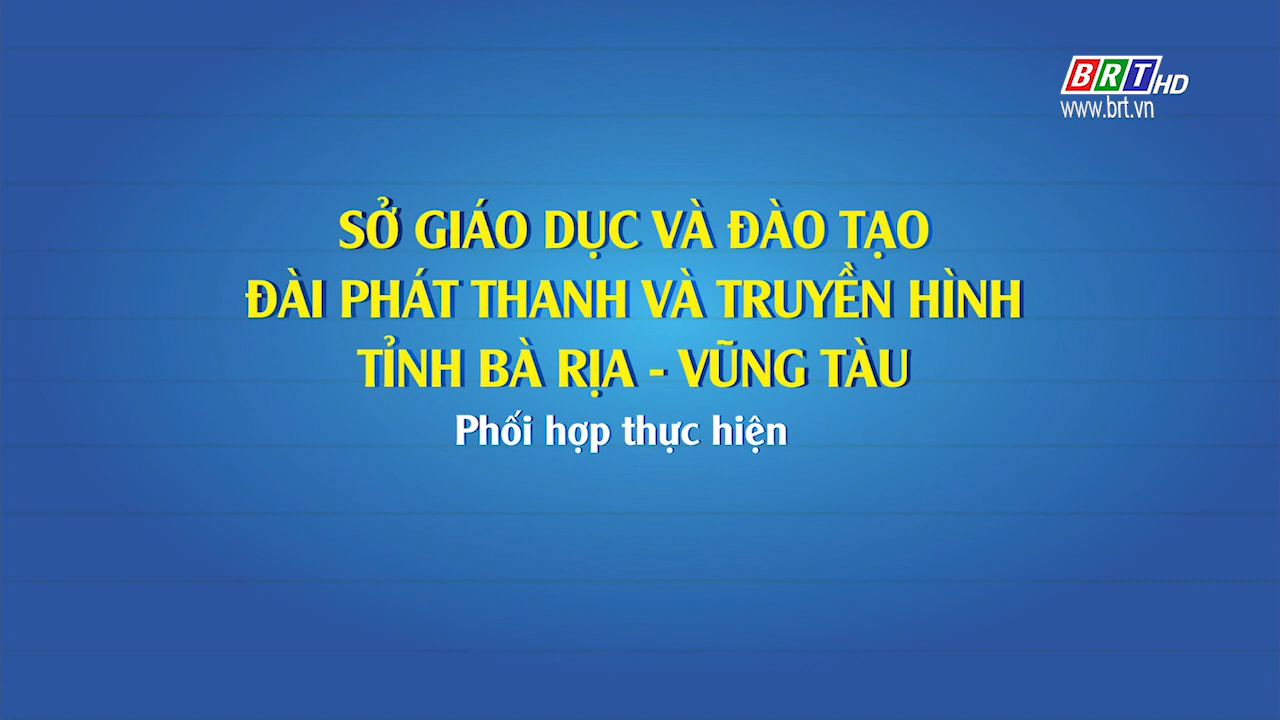 BRT HD
www.brt.vn
SỞ GIÁO DỤC VÀ ĐÀO TẠO
ĐÀI PHÁT THANH VÀ TRUYỀN HÌNH
TỈNH BÀ RỊA - VŨNG TÀU
Phối hợp thực hiện